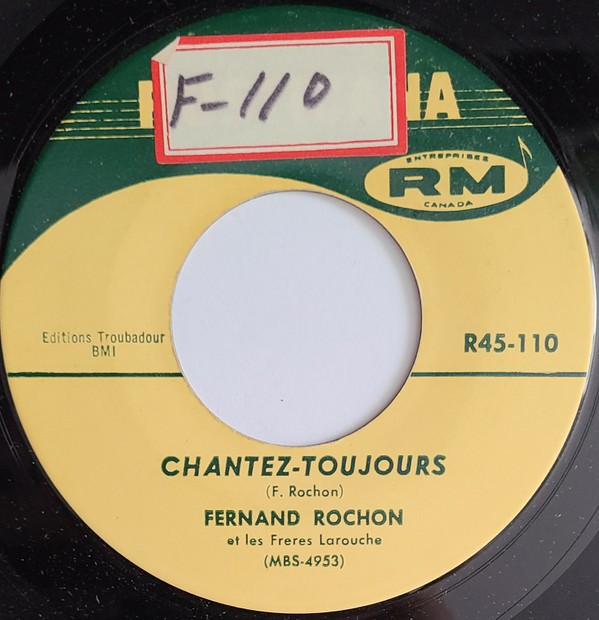 F-110
ENTREPRISES
RM
CANADA
Editions Troubadour
BMI
R45-110
CHANTEZ-TOUJOURS
(F. Rochon)
FERNAND ROCHON
et les Freres Larouche
(MBS-4953)